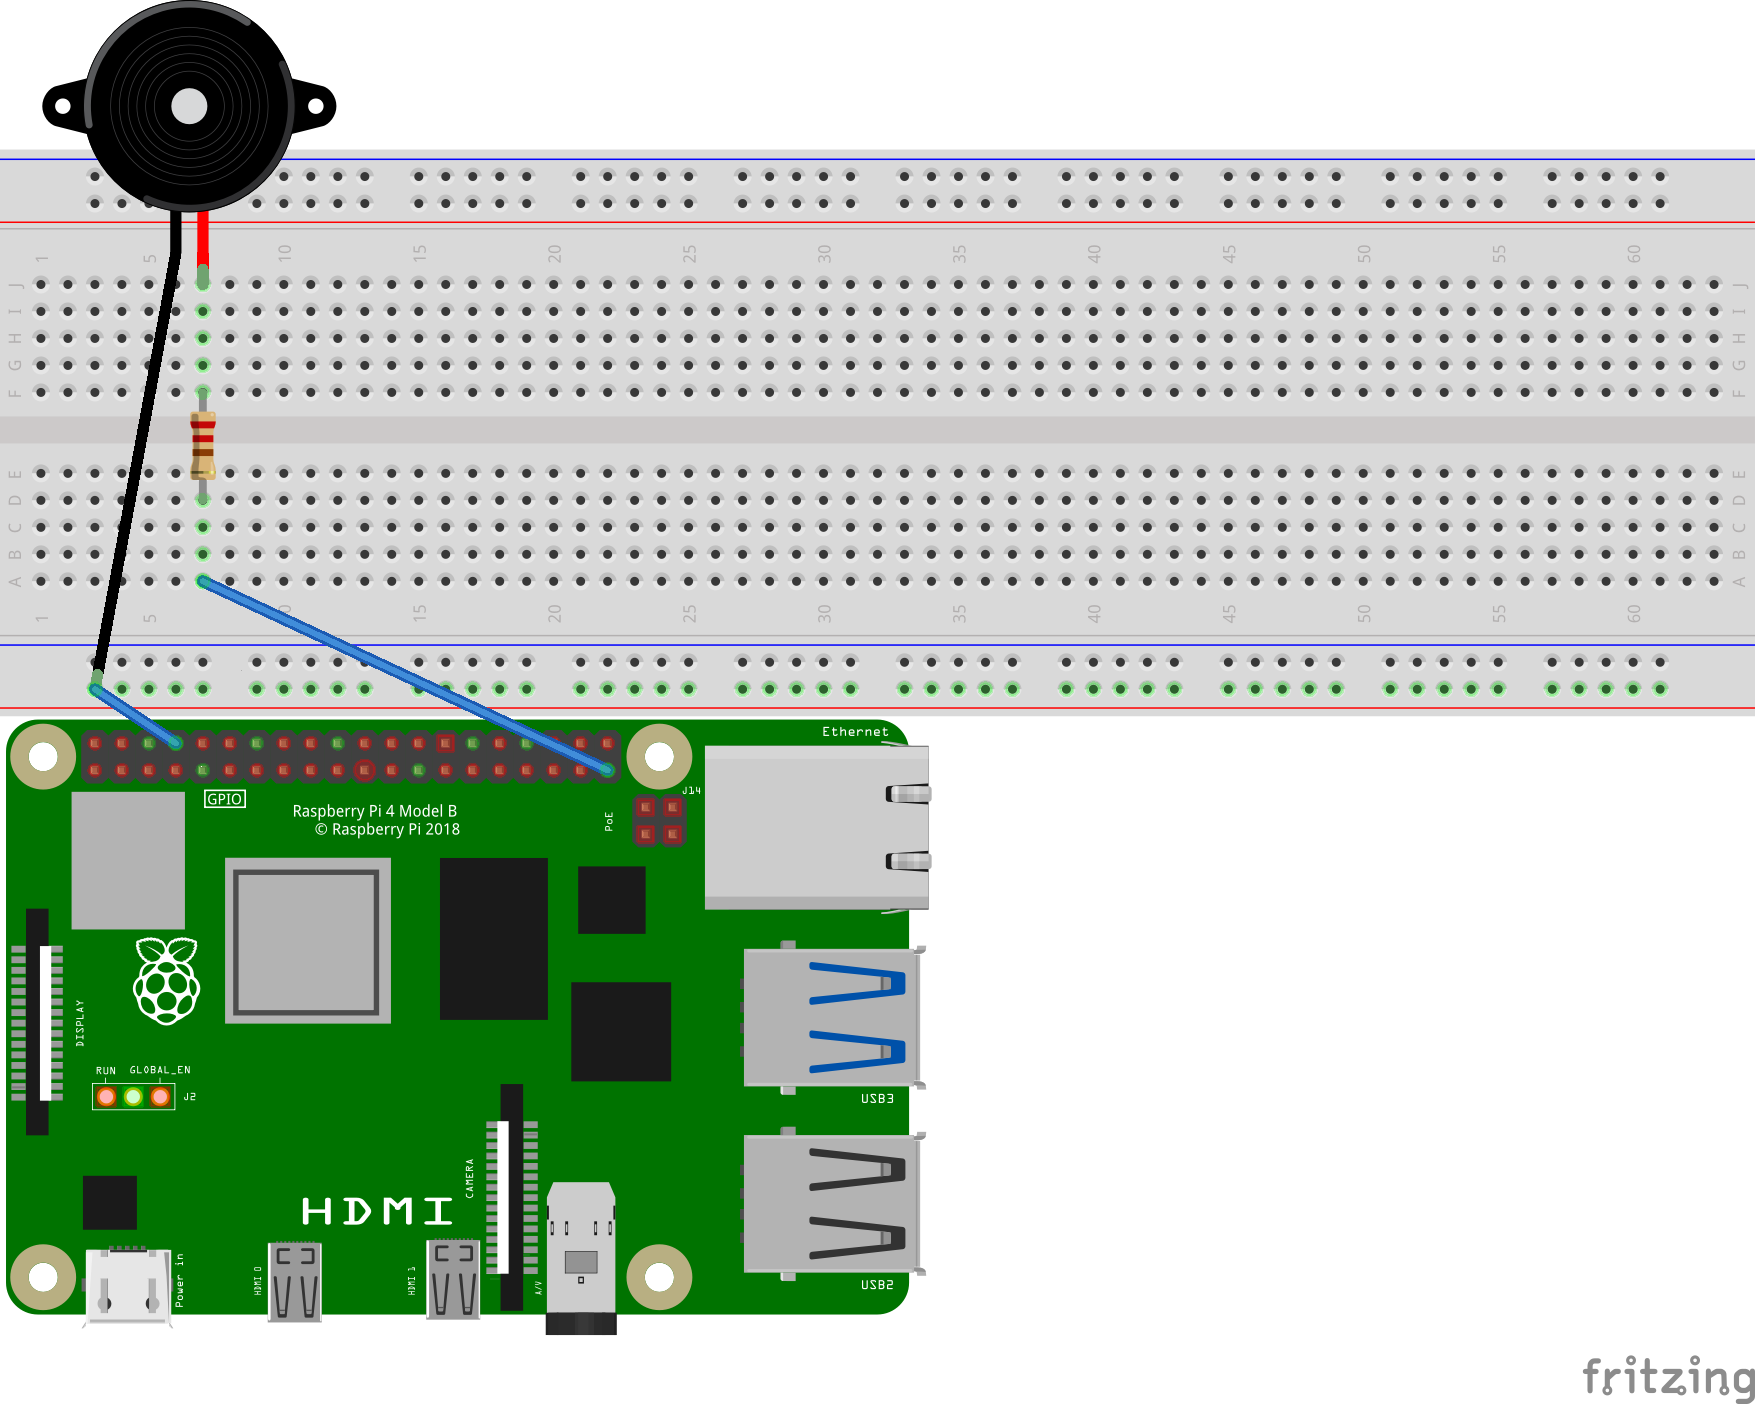 1 5 10 15 20 25 30 35 40 45 50 55 60
J J
I I
H H
G G
F F
E E
D D
C C
B B
A A
1 5 15 20 25 30 35 40 45 50 55 60
Ethernet
GPIO
Raspberry Pi 4 Model B
© Raspberry Pi 2018
J14
PoE
DISPLAY
RUN GLOBAL_EN
J2
USB3
CAMERA
HDMI
Power in
HDMI 0
HDMI 1
A/V
USB2
fritzing